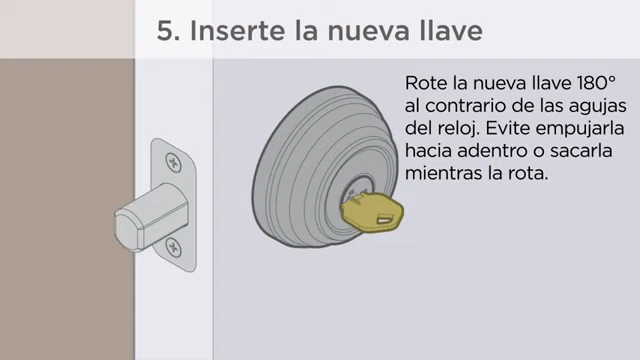 5. Inserte la nueva llave
Rote la nueva llave 180°
al contrario de las agujas
del reloj. Evite empujarla
hacia adentro o sacarla
mientras la rota.